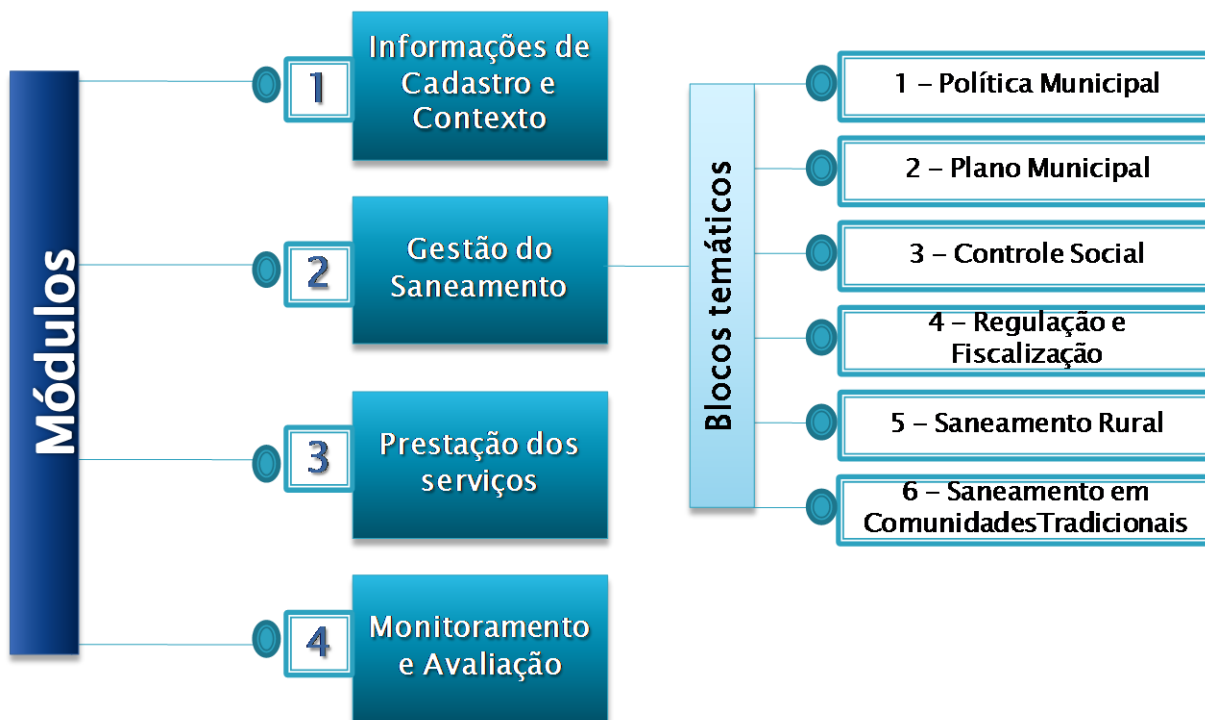 Módulos
1
Informações de
Cadastro e
Contexto
2
Gestão do
Saneamento
3
Prestação dos
serviços
4
Monitoramento
e Avaliação
Blocos temáticos
1 – Política Municipal
2 – Plano Municipal
3 – Controle Social
4 – Regulação e
Fiscalização
5 – Saneamento Rural
6 – Saneamento em
ComunidadesTradicionais